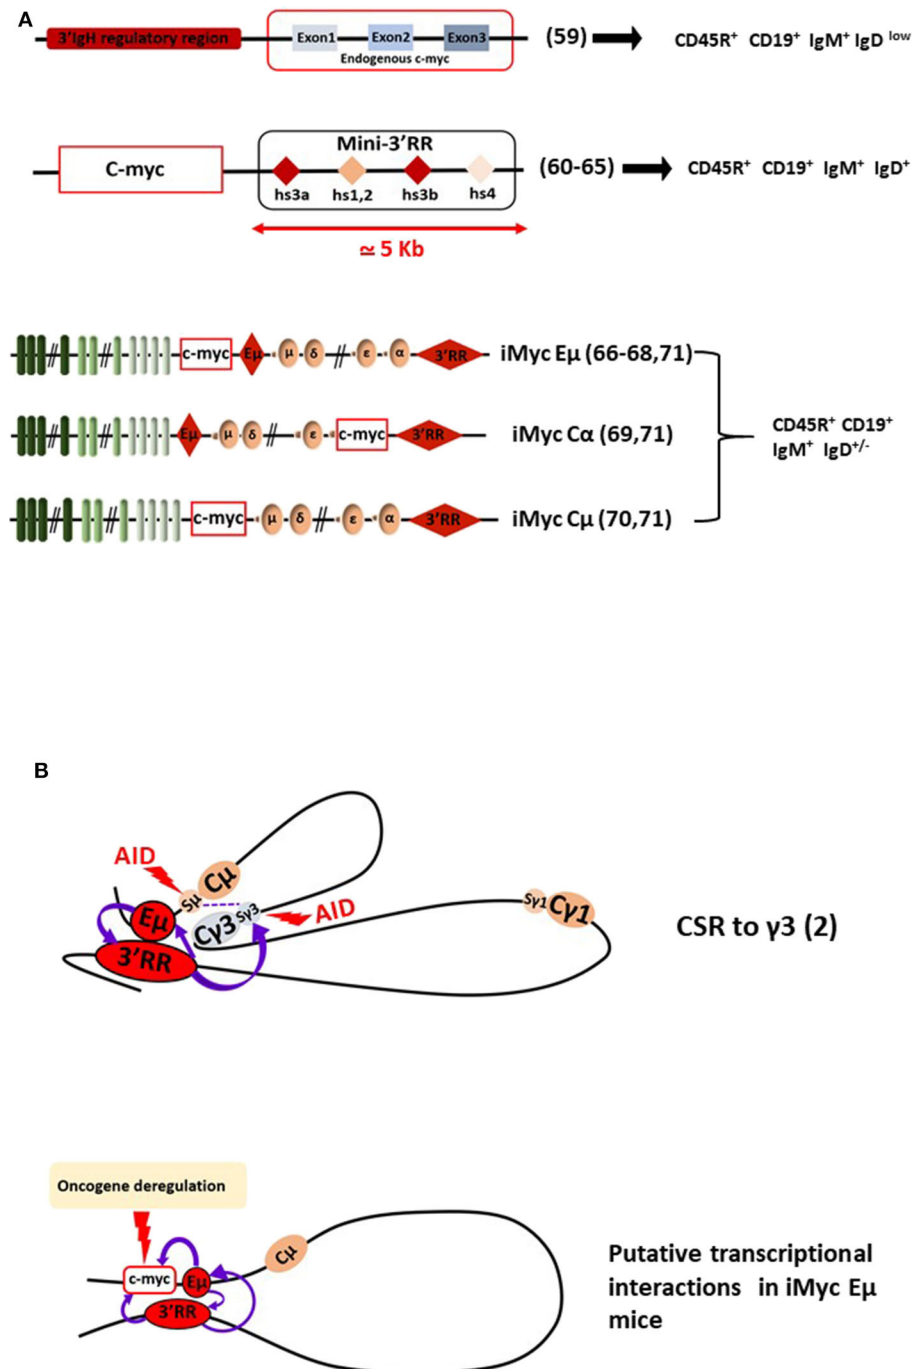 A
3'IgH regulatory region
Exon1 Exon2 Exon3
Endogenous c-myc
(59)
CD45R⁺ CD19⁺ IgM⁺ IgD ˡᵒʷ
C-myc
Mini-3'RR
hs3a hs1,2 hs3b hs4
(60-65)
CD45R⁺ CD19⁺ IgM⁺ IgD⁺
≃ 5 Kb
c-myc Eμ μ δ ε α 3'RR
iMyc Eμ (66-68,71)
Eμ μ δ ε c-myc 3'RR
iMyc Cα (69,71)
c-myc μ δ ε α 3'RR
iMyc Cμ (70,71)
CD45R⁺ CD19⁺
IgM⁺ IgD⁺/⁻
B
AID
Sμ Cμ
Eμ
3'RR
Cγ3 Sγ3
AID
Sγ1 Cγ1
CSR to γ3 (2)
Oncogene deregulation
c-myc Eμ
3'RR
Cμ
Putative transcriptional
interactions in iMyc Eμ
mice